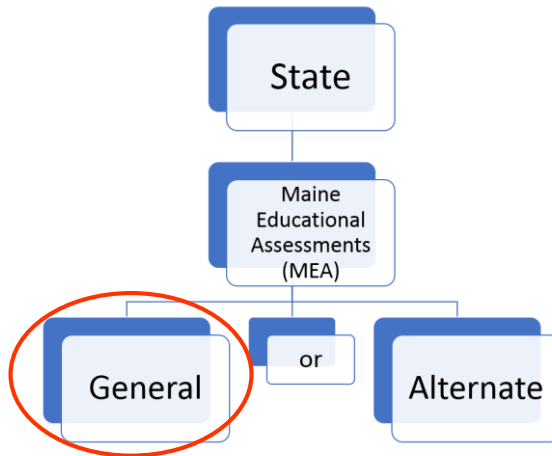 State
Maine
Educational
Assessments
(MEA)
General
or
Alternate